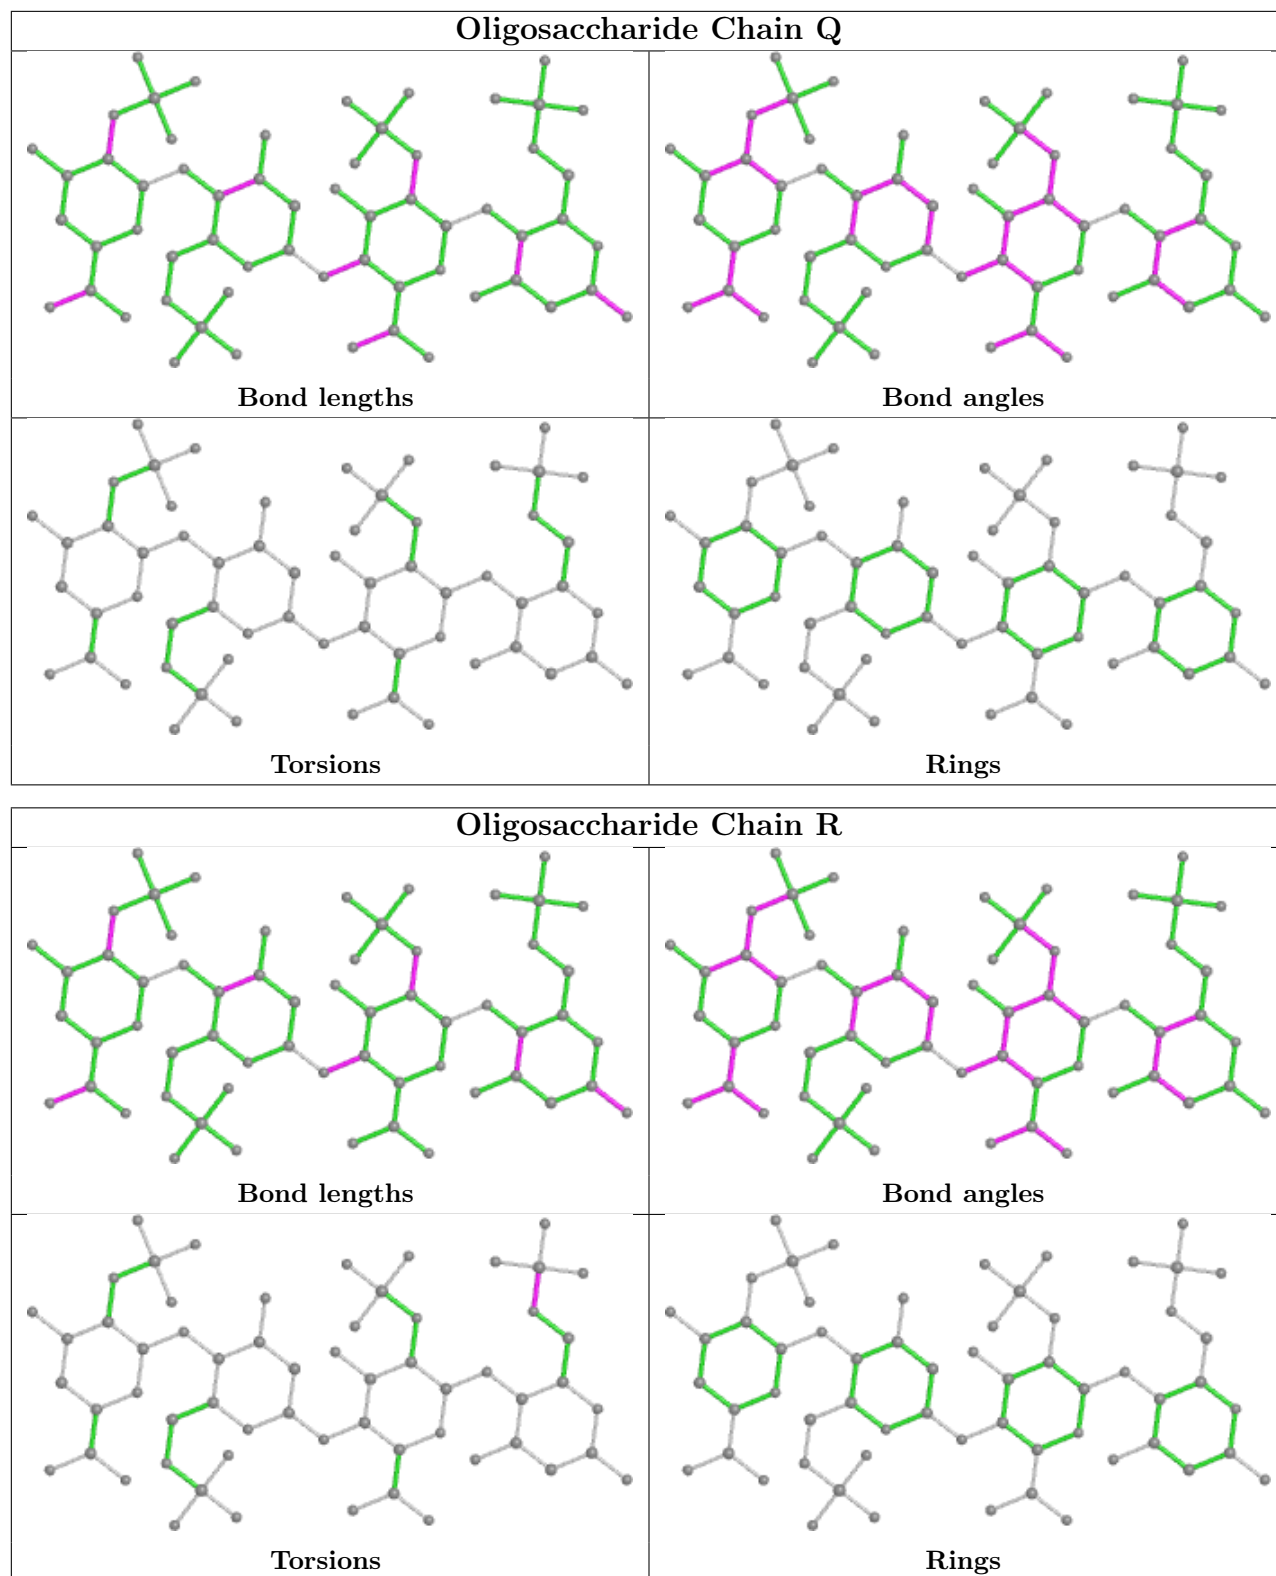 Oligosaccharide Chain Q
Bond lengths
Bond angles
Torsions
Rings
Oligosaccharide Chain R
Bond lengths
Bond angles
Torsions
Rings